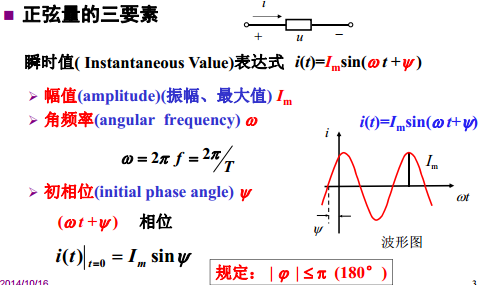 ■ 正弦量的三要素
i
+ u −
瞬时值( Instantaneous Value)表达式 i(t)=Iₘsin(ω t +ψ )
➢ 幅值(amplitude)(振幅、最大值) Iₘ
➢ 角频率(angular frequency) ω
i(t)=Iₘsin(ω t+ψ)
ω = 2π f = 2π/T
i
Iₘ
ωt
➢ 初相位(initial phase angle) ψ
ψ
(ω t +ψ ) 相位
波形图
i(t)|ₜ₌₀ = Iₘ sinψ
规定: | φ | ≤ π (180° )
2014/10/16
3